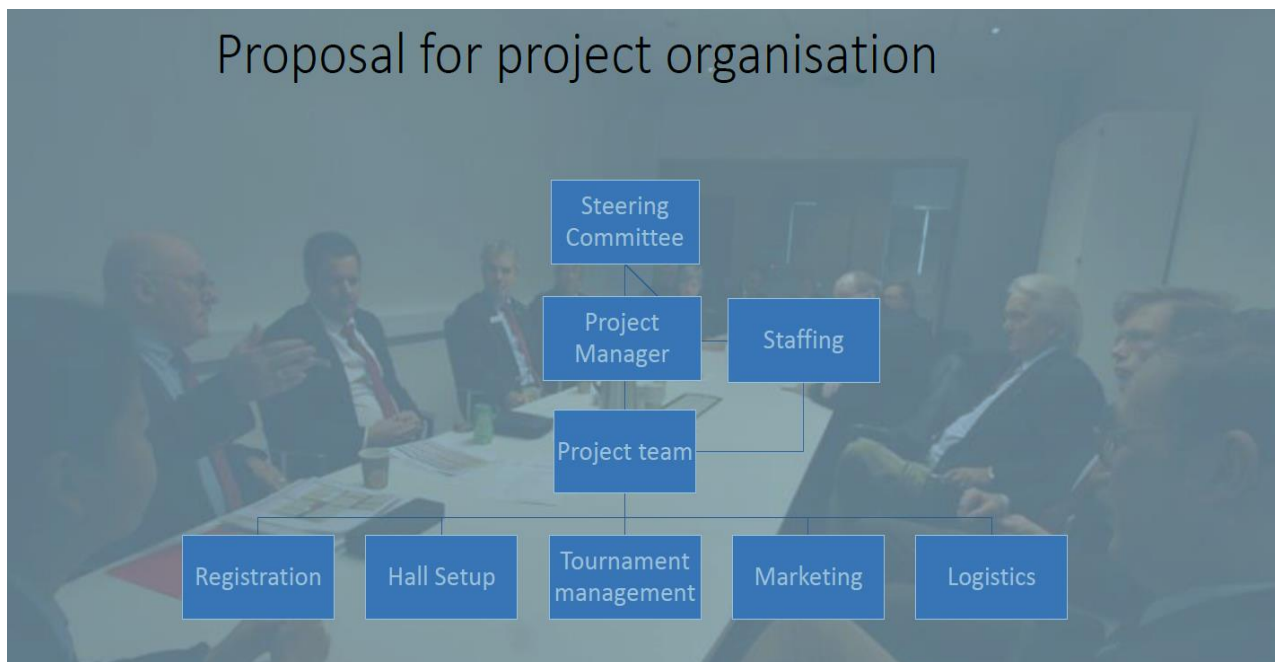 Proposal for project organisation
Steering
Committee
Project
Manager
Staffing
Project team
Registration
Hall Setup
Tournament
management
Marketing
Logistics